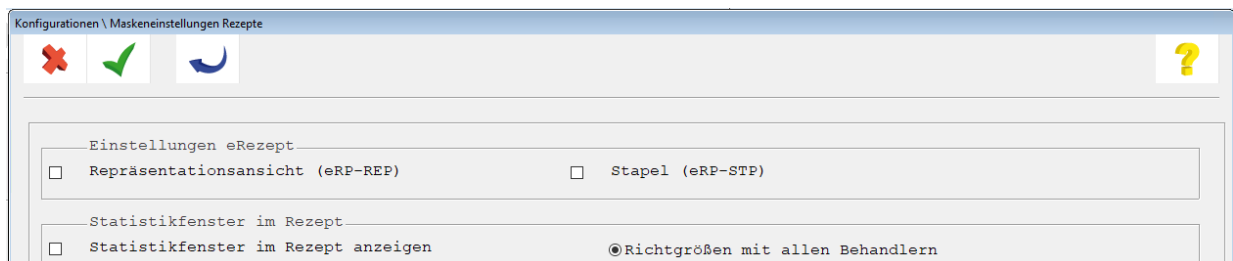 Konfigurationen \ Maskeneinstellungen Rezepte
?
Einstellungen eRezept
Repräsentationsansicht (eRP-REP) Stapel (eRP-STP)
Statistikfenster im Rezept
Statistikfenster im Rezept anzeigen Richtgrößen mit allen Behandlern